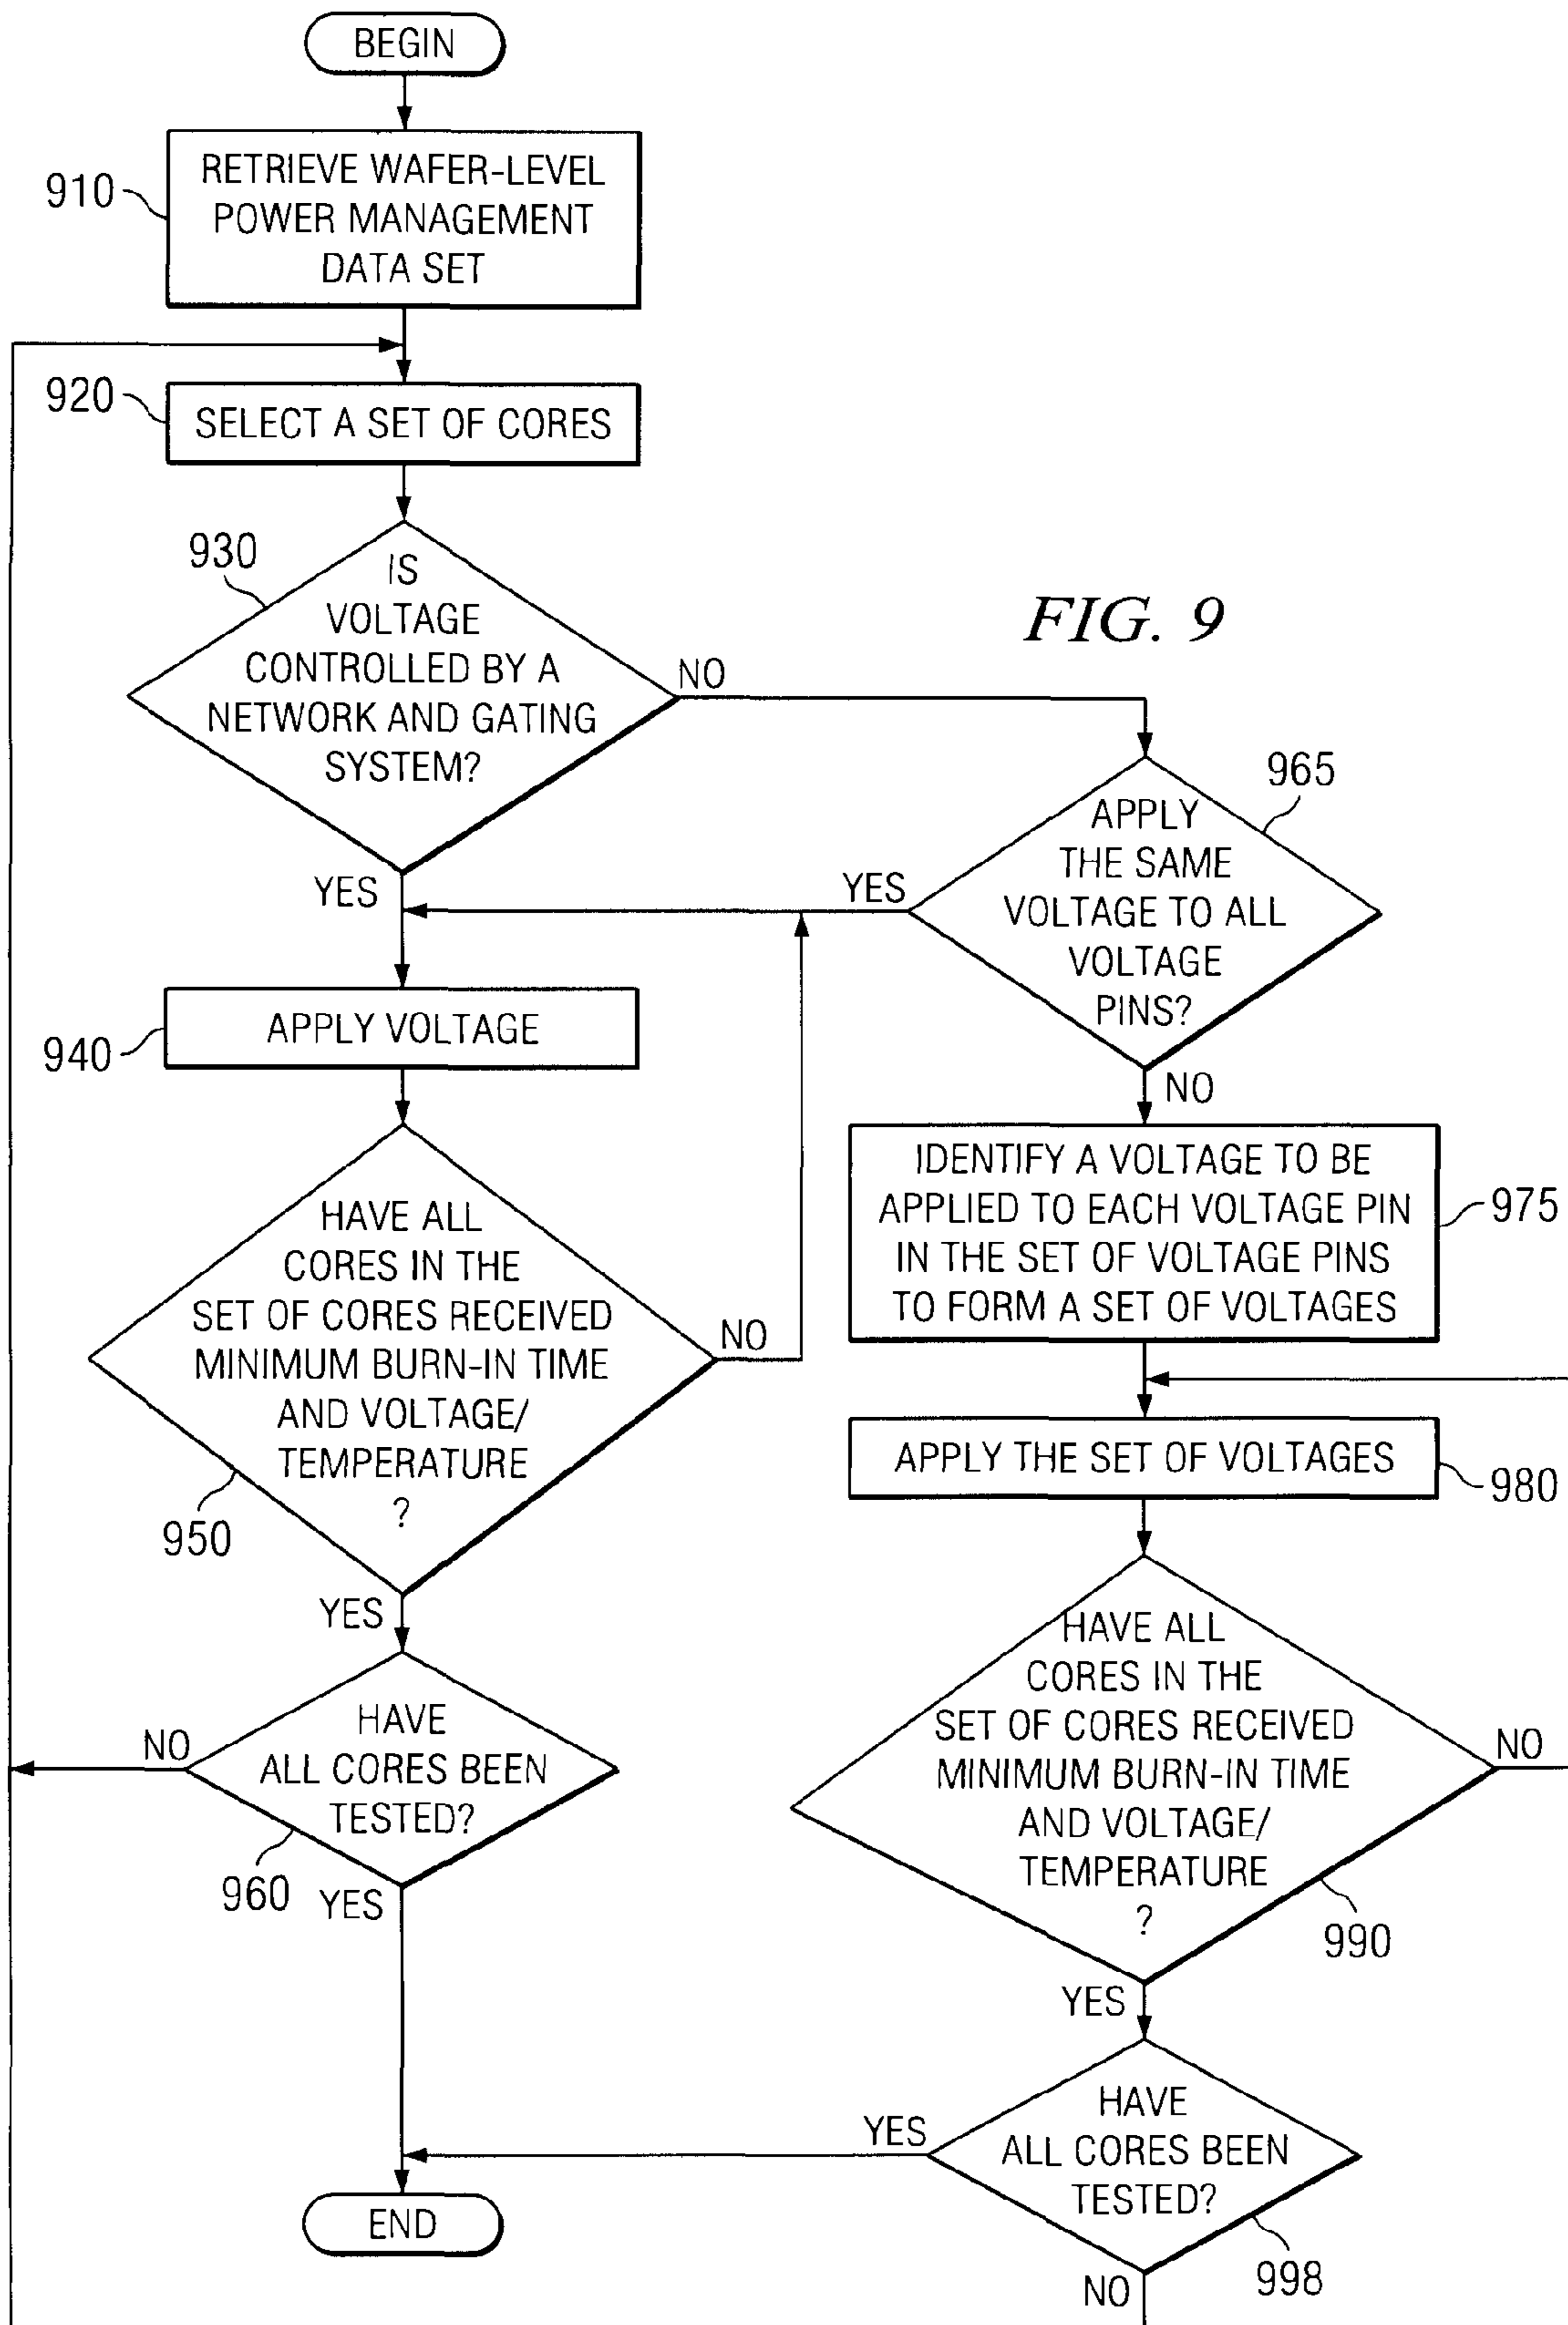 BEGIN
910
RETRIEVE WAFER-LEVEL
POWER MANAGEMENT
DATA SET
920
SELECT A SET OF CORES
930
IS
VOLTAGE
CONTROLLED BY A
NETWORK AND GATING
SYSTEM?
NO
YES
FIG. 9
965
APPLY
THE SAME
VOLTAGE TO ALL
VOLTAGE
PINS?
YES
NO
940
APPLY VOLTAGE
HAVE ALL
CORES IN THE
SET OF CORES RECEIVED
MINIMUM BURN-IN TIME
AND VOLTAGE/
TEMPERATURE
?
950
NO
YES
IDENTIFY A VOLTAGE TO BE
APPLIED TO EACH VOLTAGE PIN
IN THE SET OF VOLTAGE PINS
TO FORM A SET OF VOLTAGES
975
APPLY THE SET OF VOLTAGES
980
HAVE ALL
CORES IN THE
SET OF CORES RECEIVED
MINIMUM BURN-IN TIME
AND VOLTAGE/
TEMPERATURE
?
990
NO
YES
NO
HAVE
ALL CORES BEEN
TESTED?
960
YES
HAVE
ALL CORES BEEN
TESTED?
998
YES
NO
END